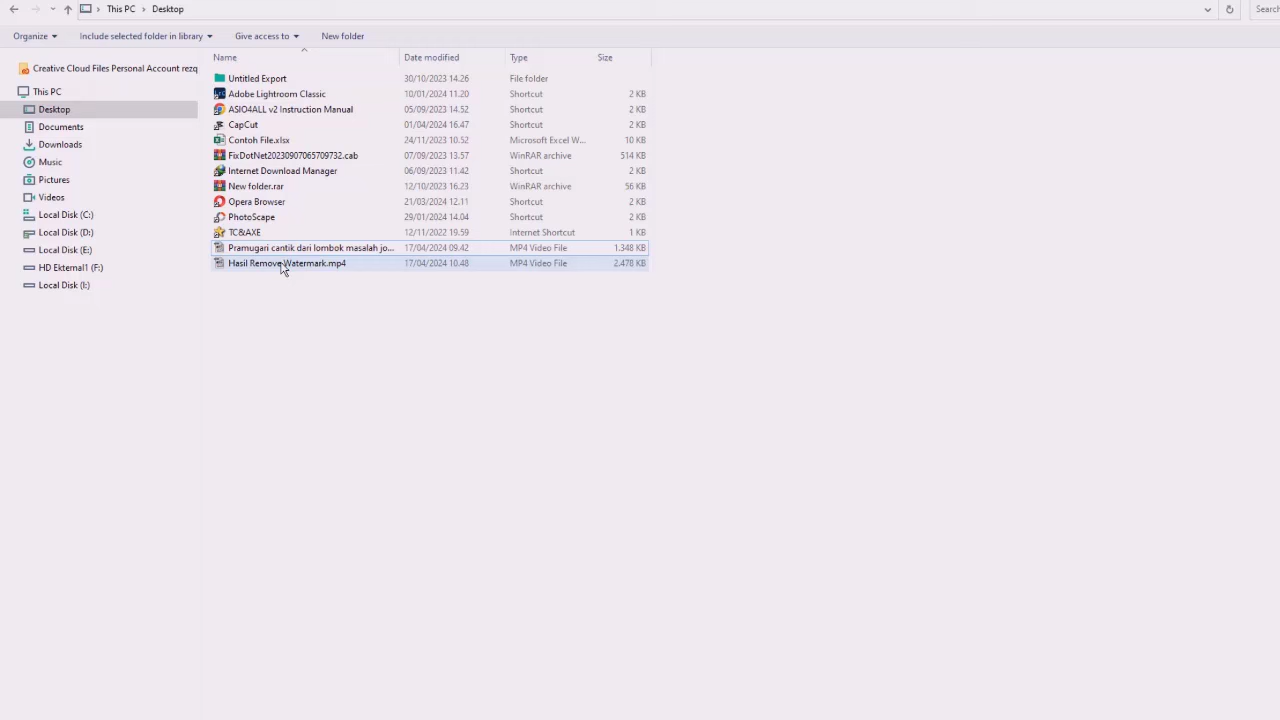 This PC > Desktop
Search
Organize Include selected folder in library Give access to New folder
Name Date modified Type Size
Creative Cloud Files Personal Account rezq
This PC
Desktop
Documents
Downloads
Music
Pictures
Videos
Local Disk (C:)
Local Disk (D:)
Local Disk (E:)
HD Ekternal1 (F:)
Local Disk (I:)
Untitled Export 30/10/2023 14.26 File folder
Adobe Lightroom Classic 10/01/2024 11.20 Shortcut 2 KB
ASIO4ALL v2 Instruction Manual 05/09/2023 14.52 Shortcut 2 KB
CapCut 01/04/2024 16.47 Shortcut 2 KB
Contoh File.xlsx 24/11/2023 10.52 Microsoft Excel W... 10 KB
FixDotNet20230907065709732.cab 07/09/2023 13.57 WinRAR archive 514 KB
Internet Download Manager 06/09/2023 11.42 Shortcut 2 KB
New folder.rar 12/10/2023 16.23 WinRAR archive 56 KB
Opera Browser 21/03/2024 12.11 Shortcut 2 KB
PhotoScape 29/01/2024 14.04 Shortcut 2 KB
TC&AXE 12/11/2022 19.59 Internet Shortcut 1 KB
Pramugari cantik dari lombok masalah jo... 17/04/2024 09.42 MP4 Video File 1.348 KB
Hasil Remove Watermark.mp4 17/04/2024 10.48 MP4 Video File 2.478 KB